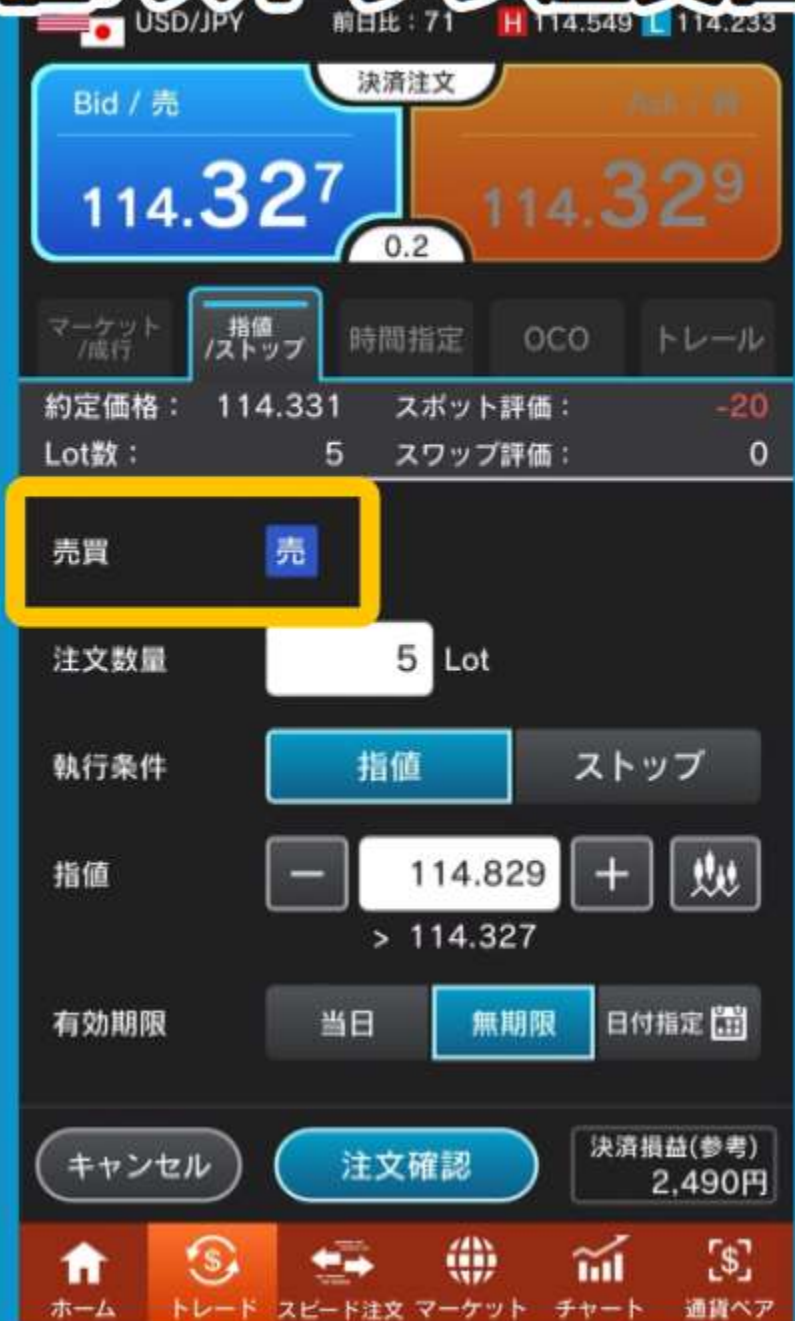 USD/JPY 前日比：71 H 114.549 L 114.233
決済注文
Bid / 売
114.327 114.329
0.2
マーケット/成行 指値/ストップ 時間指定 OCO トレール
約定価格： 114.331 スポット評価： -20
Lot数： 5 スワップ評価： 0
売買 売
注文数量 5 Lot
執行条件 指値 ストップ
指値 － 114.829 ＋
> 114.327
有効期限 当日 無期限 日付指定
キャンセル 注文確認 決済損益(参考)
2,490円
ホーム トレード スピード注文 マーケット チャート 通貨ペア